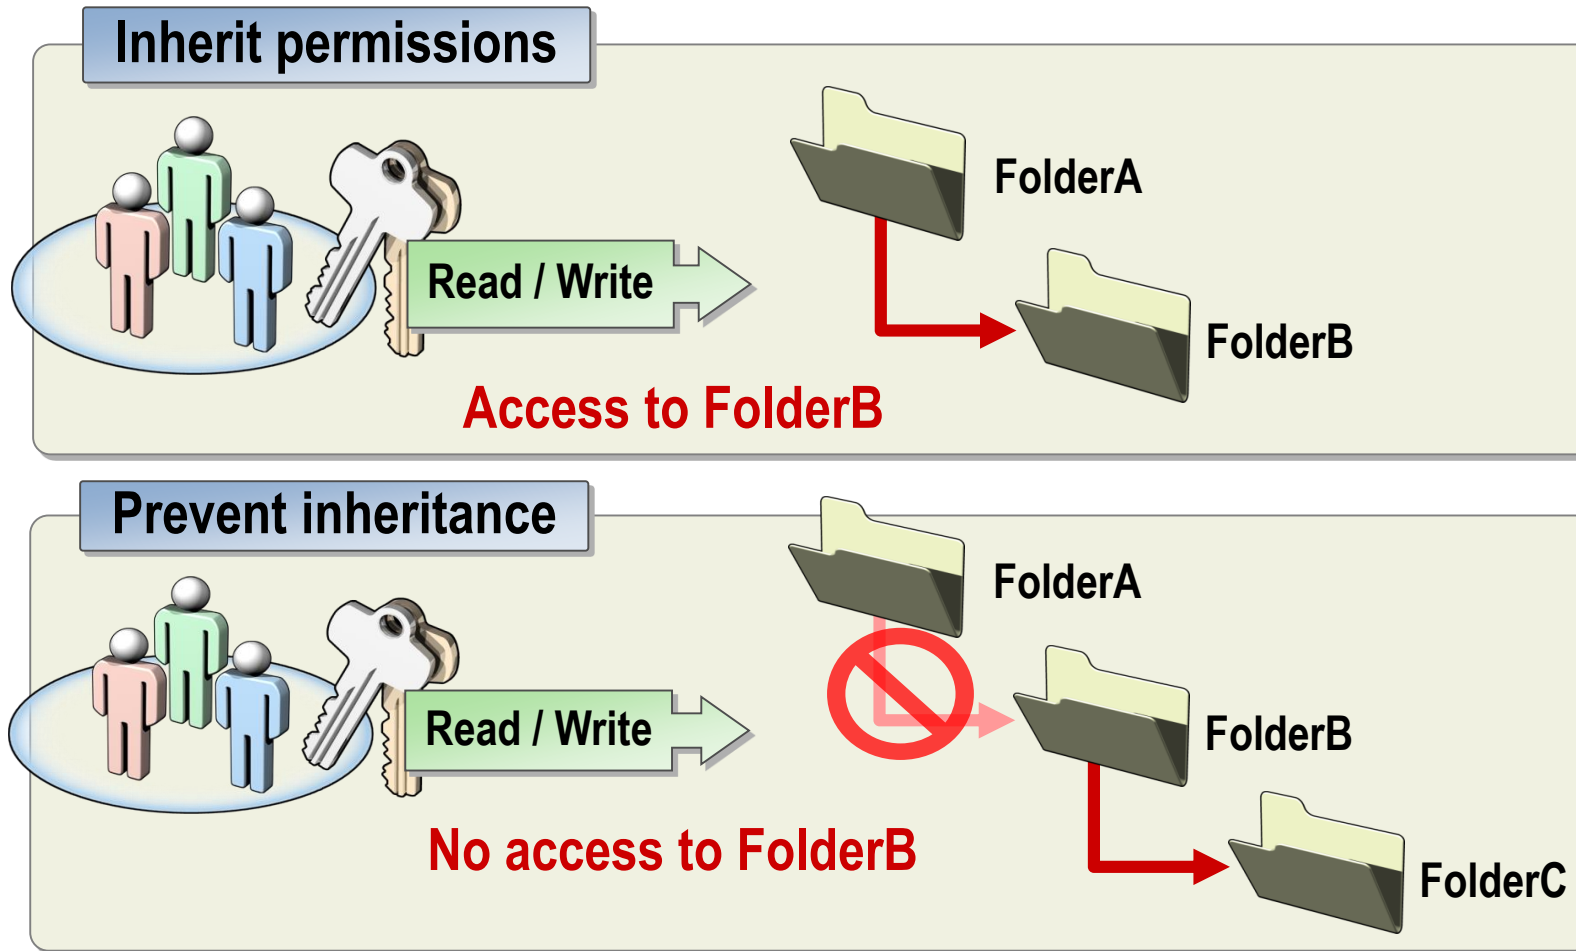 Inherit permissions
FolderA
Read / Write
FolderB
Access to FolderB
Prevent inheritance
FolderA
Read / Write
FolderB
No access to FolderB
FolderC